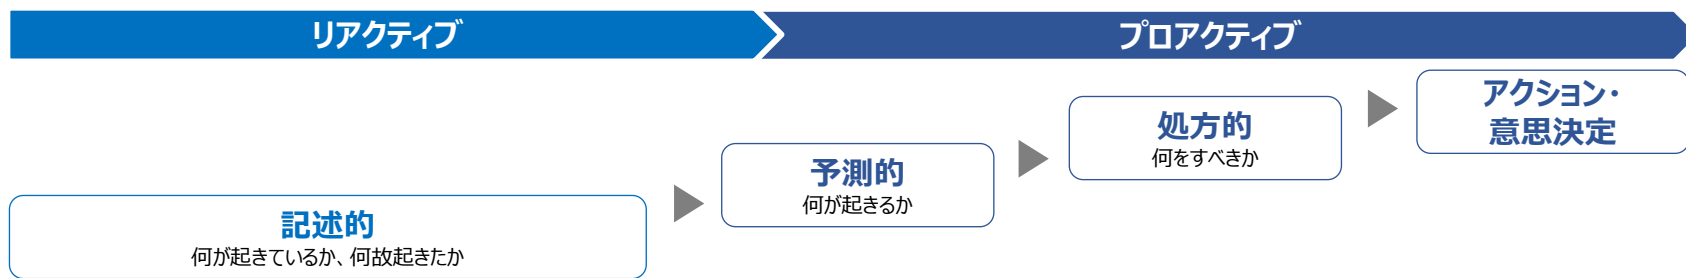 リアクティブ
プロアクティブ
記述的
何が起きているか、何故起きたか
予測的
何が起きるか
処方的
何をすべきか
アクション・
意思決定